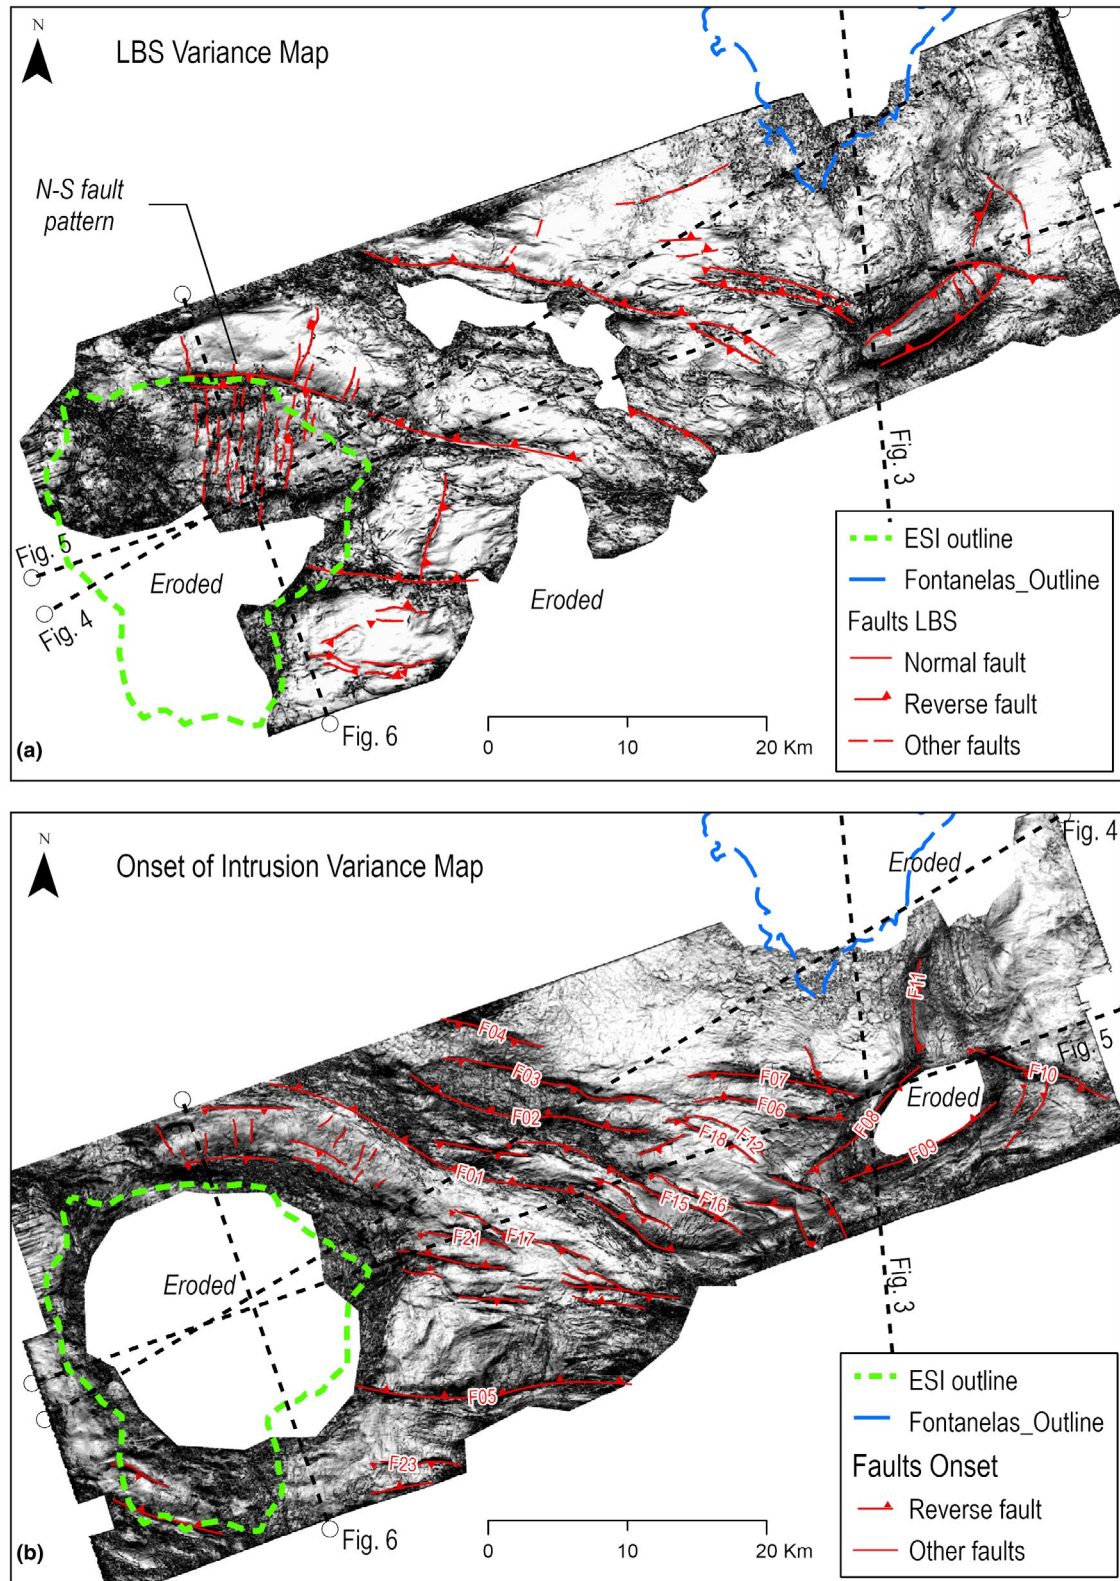 N
LBS Variance Map
N-S fault
pattern
Fig. 3
Fig. 5
Fig. 4
Eroded
Eroded
Fig. 6
0 10 20 Km
ESI outline
Fontanelas_Outline
Faults LBS
Normal fault
Reverse fault
Other faults
(a)
N
Onset of Intrusion Variance Map
Eroded
Fig. 4
F11
F04
Fig. 5
F03
F07
F10
Eroded
F02
F06
F08
F12
F18
F09
F01
F15
F16
F21
F17
Eroded
Fig. 3
F05
F23
Fig. 6
0 10 20 Km
ESI outline
Fontanelas_Outline
Faults Onset
Reverse fault
Other faults
(b)